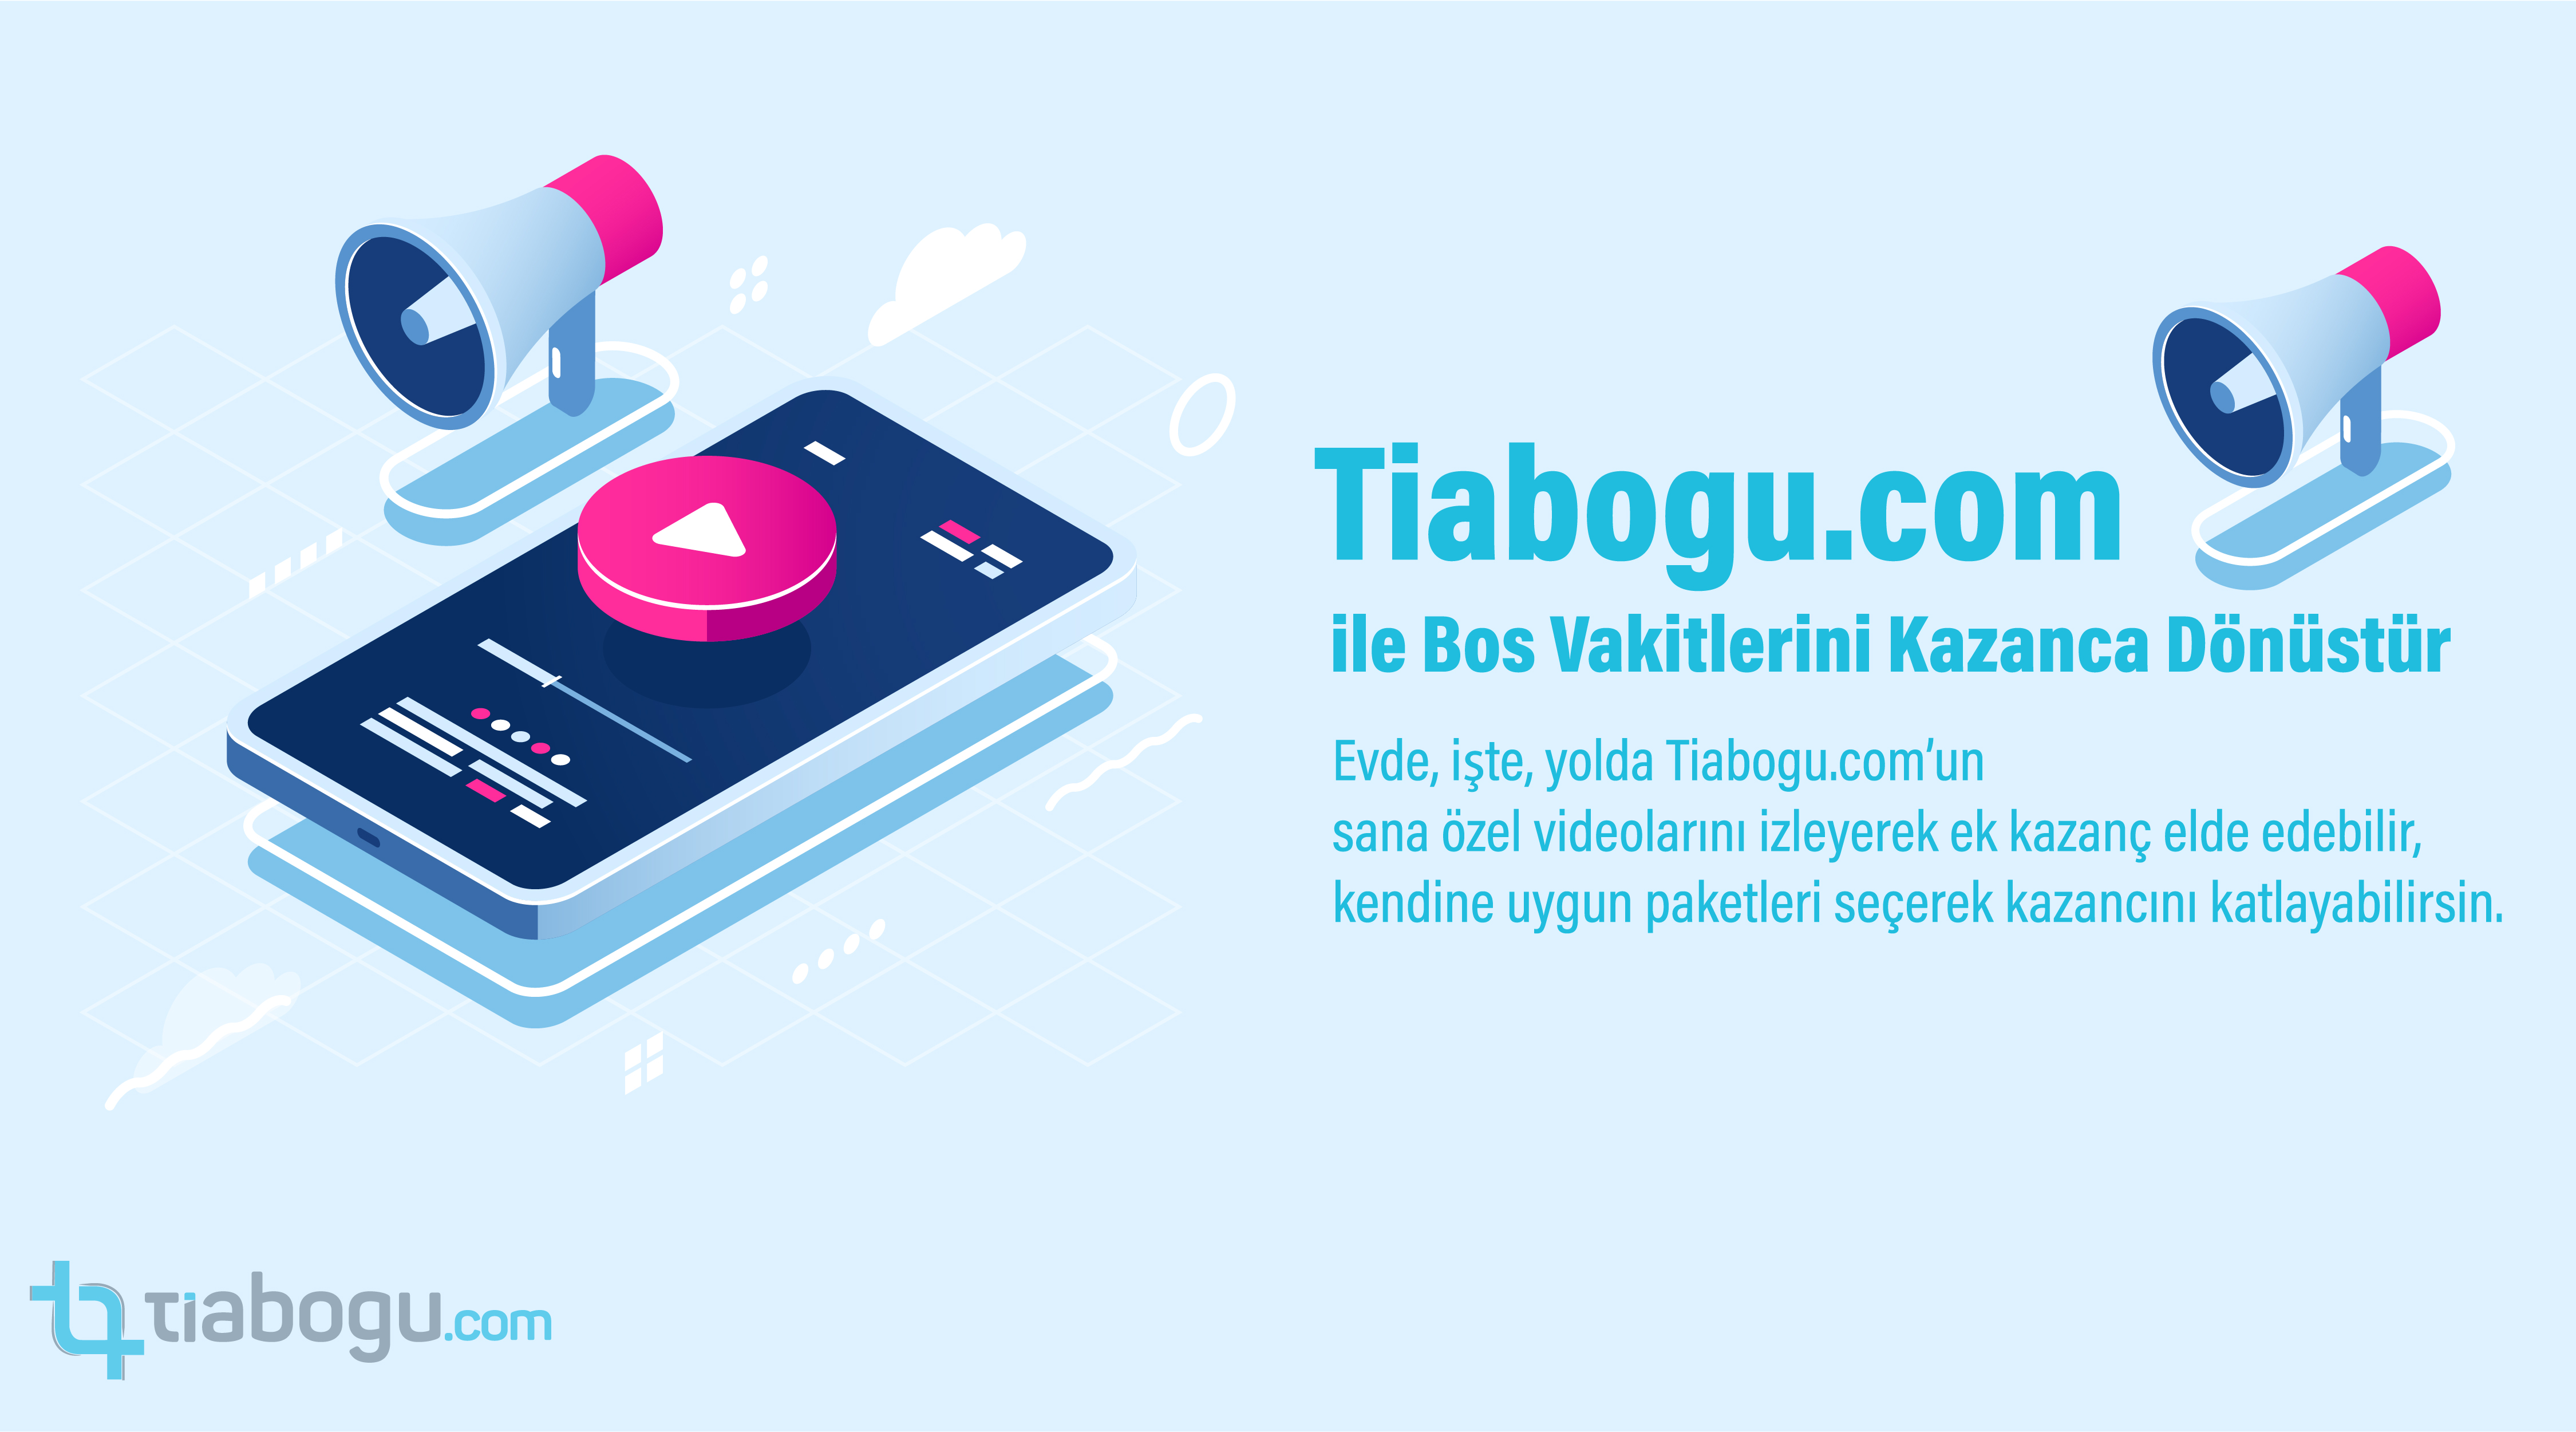 Tiabogu.com
ile Bos Vakitlerini Kazanca Dönüstür
Evde, işte, yolda Tiabogu.com’un
sana özel videolarını izleyerek ek kazanç elde edebilir,
kendine uygun paketleri seçerek kazancını katlayabilirsin.
tiabogu.com